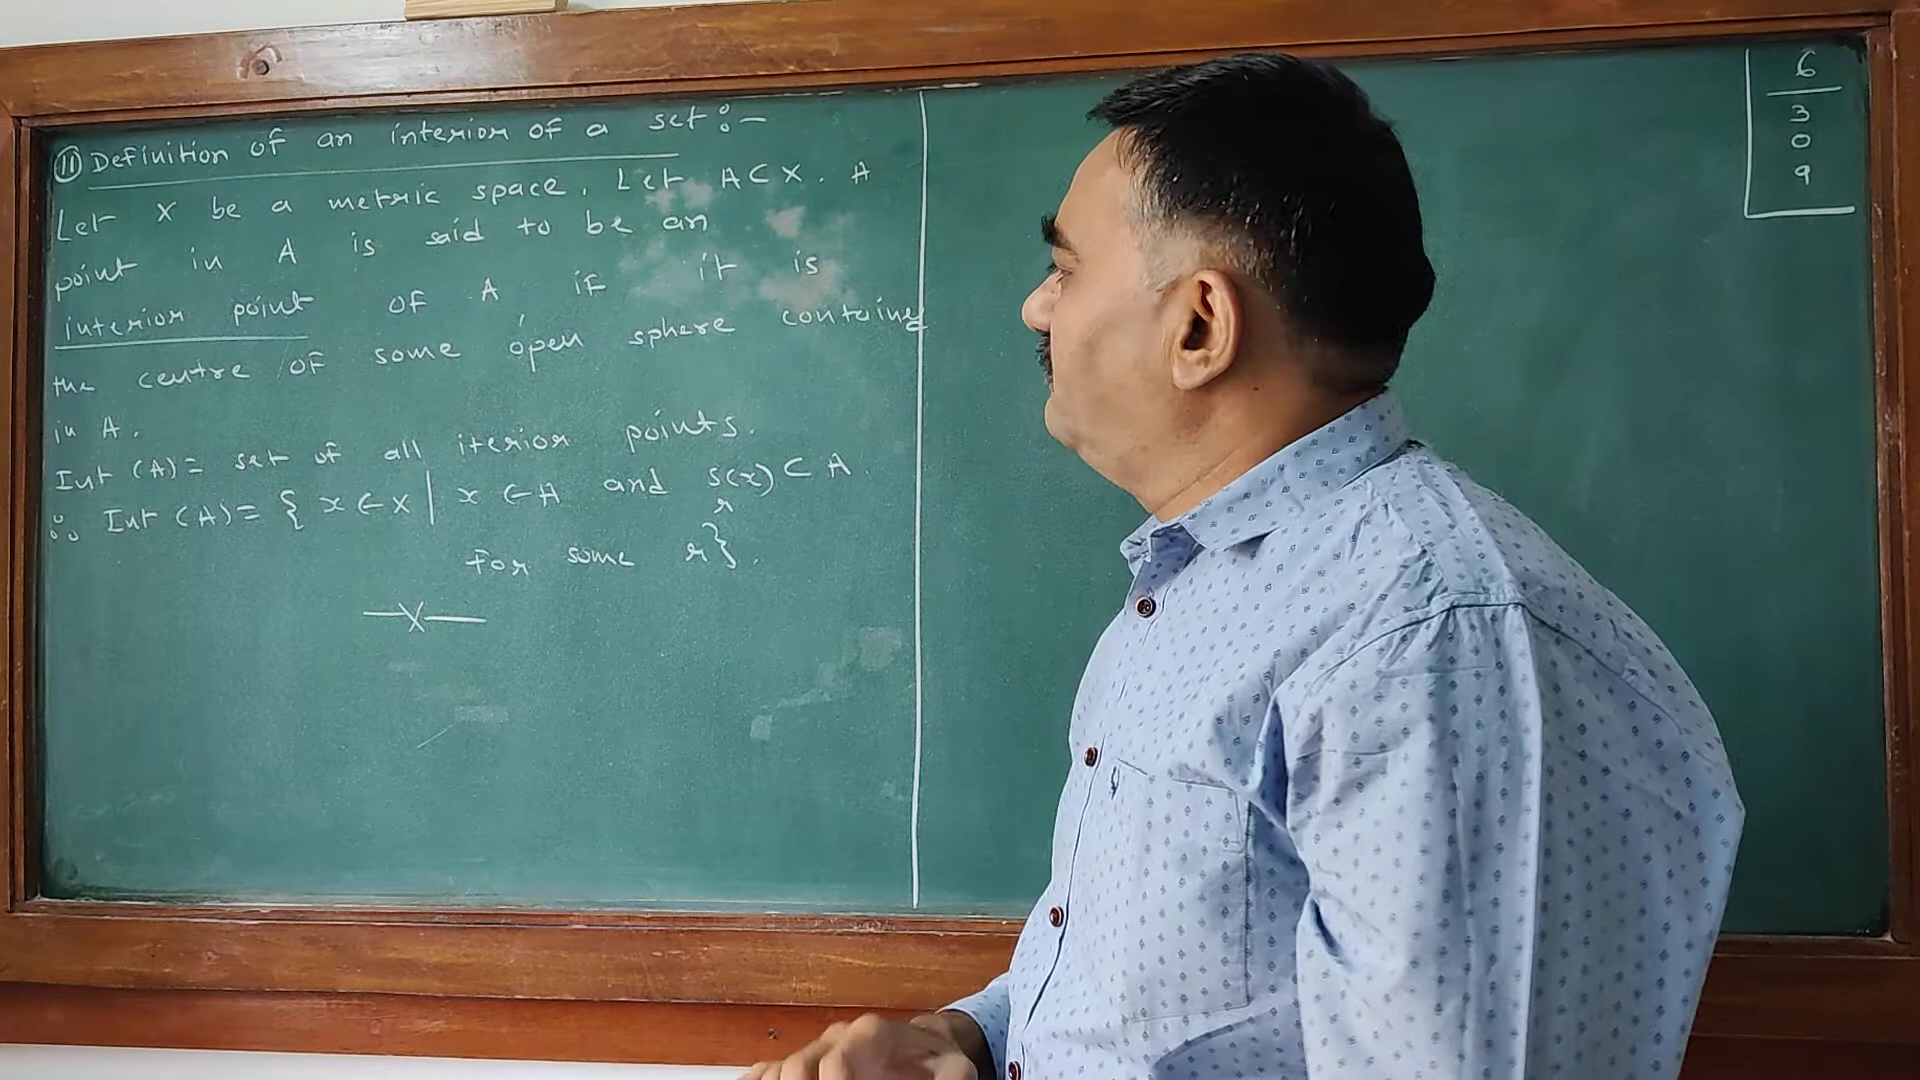 ⑪ Definition of an interior of a set :-
Let X be a metric space. Let A⊂X. A
point in A is said to be an
interior point of A if it is
the centre of some open sphere contained
in A.
Int (A) = set of all iterior points.
∴ Int (A) = { x ∈ X | x ∈ A and Sᵣ(x) ⊂ A
for some r}.
—x—
6
3
0
9